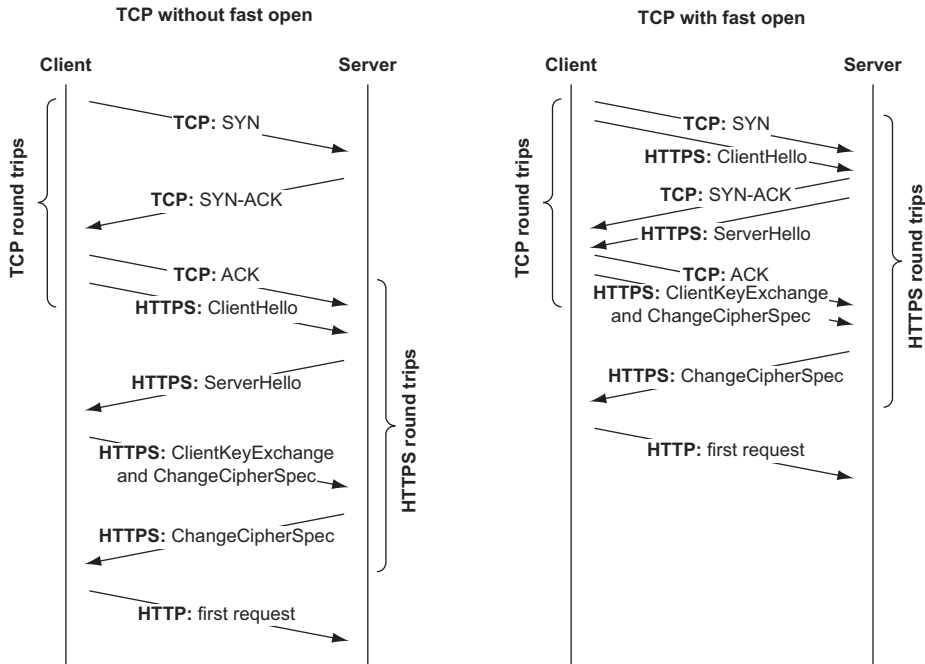 TCP without fast open
Client
Server
TCP round trips
TCP: SYN
TCP: SYN-ACK
TCP: ACK
HTTPS: ClientHello
HTTPS: ServerHello
HTTPS: ClientKeyExchange
and ChangeCipherSpec
HTTPS: ChangeCipherSpec
HTTP: first request
HTTPS round trips
TCP with fast open
Client
Server
TCP round trips
TCP: SYN
HTTPS: ClientHello
TCP: SYN-ACK
HTTPS: ServerHello
TCP: ACK
HTTPS: ClientKeyExchange
and ChangeCipherSpec
HTTPS: ChangeCipherSpec
HTTP: first request
HTTPS round trips